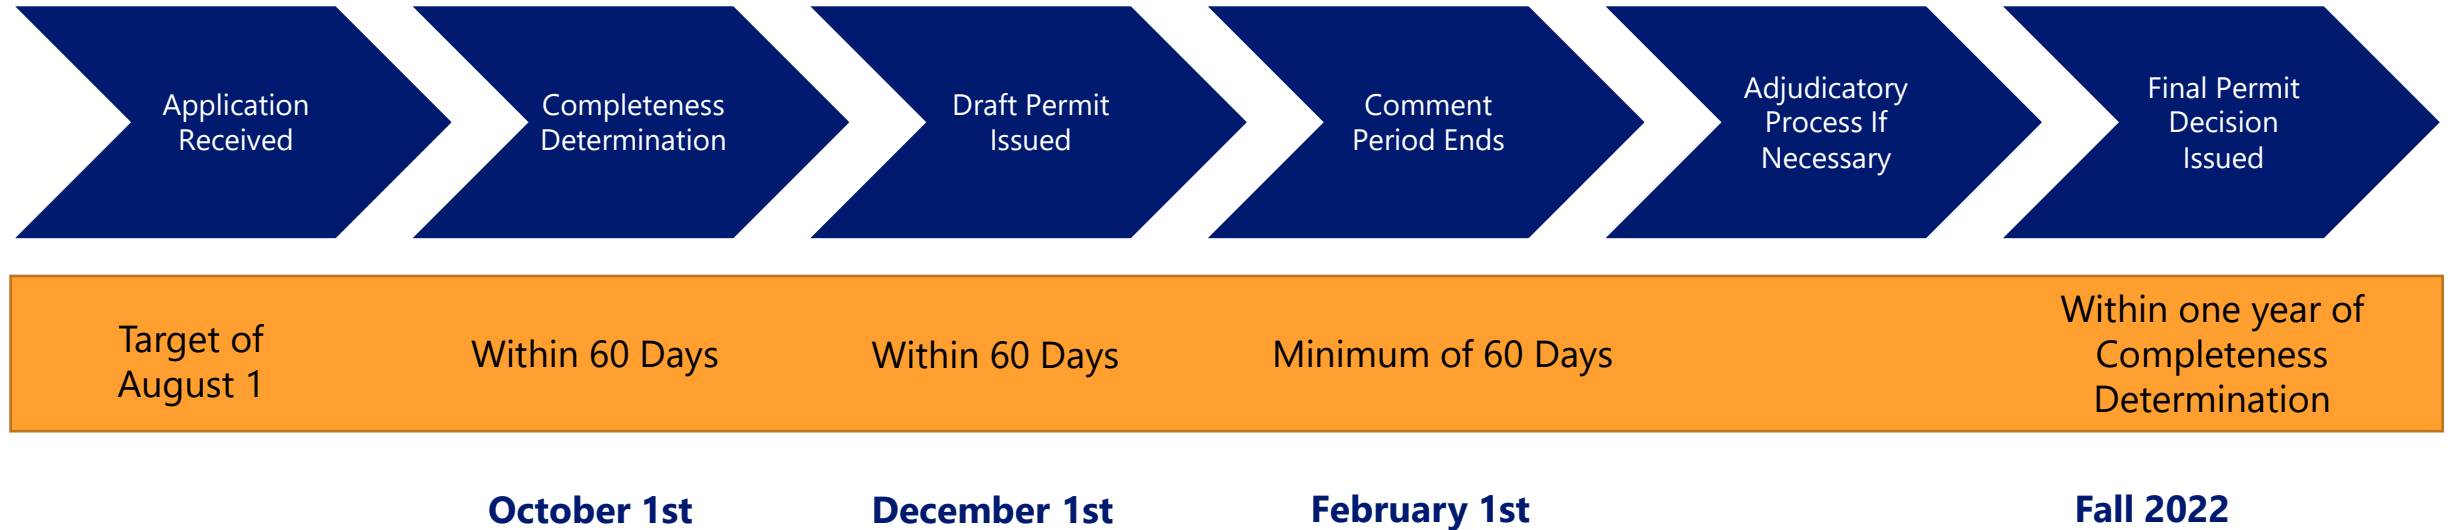 Application
Received
Completeness
Determination
Draft Permit
Issued
Comment
Period Ends
Adjudicatory
Process If
Necessary
Final Permit
Decision
Issued
Target of
August 1
Within 60 Days
Within 60 Days
Minimum of 60 Days
Within one year of
Completeness
Determination
October 1st
December 1st
February 1st
Fall 2022